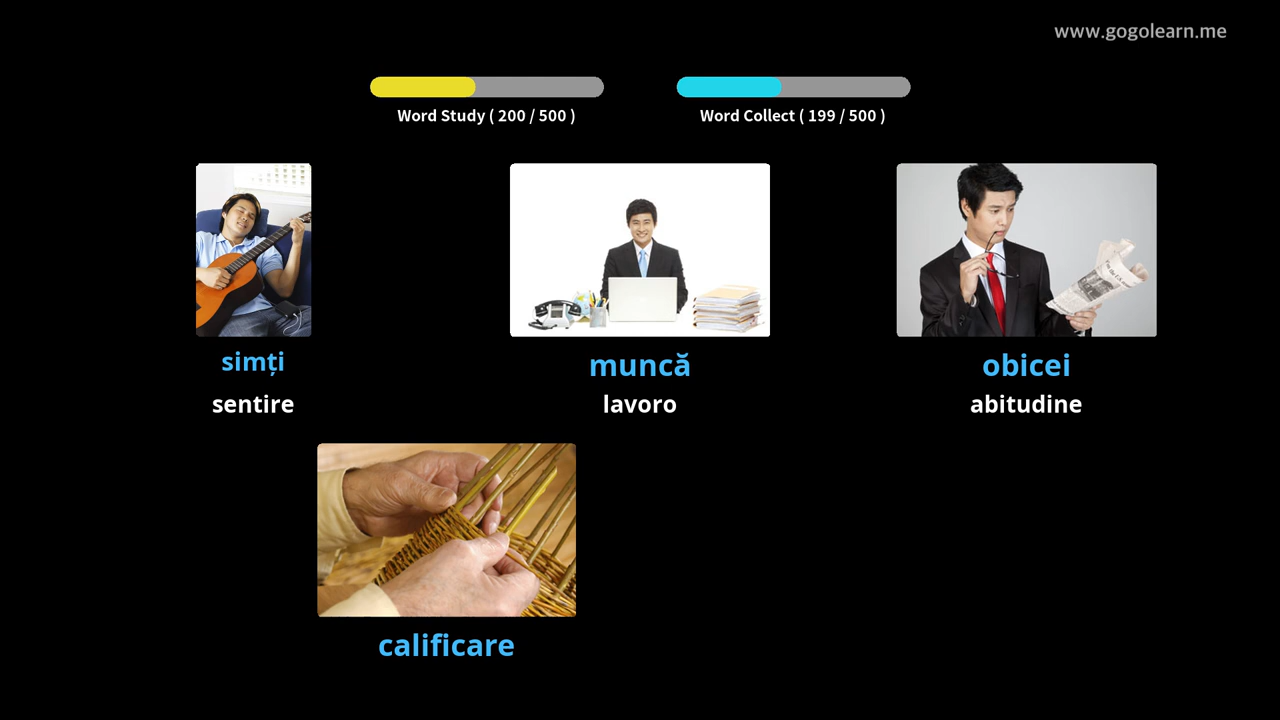 www.gogolearn.me
Word Study ( 200 / 500 )
Word Collect ( 199 / 500 )
simți
sentire
muncă
lavoro
obicei
abitudine
calificare